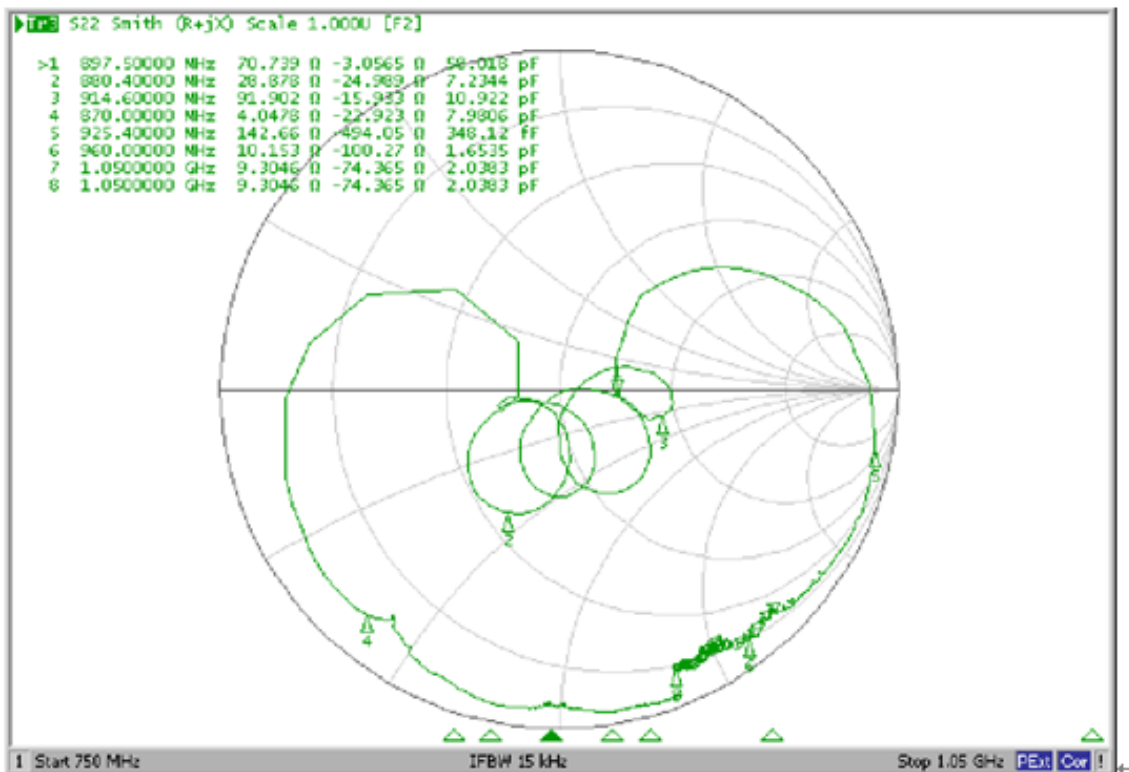 Tr3 S22 Smith (R+jX) Scale 1.000U [F2]
>1 897.50000 MHz 70.739 Ω -3.0565 Ω 58.018 pF
2 880.40000 MHz 28.878 Ω -24.989 Ω 7.2344 pF
3 914.60000 MHz 91.902 Ω -15.933 Ω 10.922 pF
4 870.00000 MHz 4.0478 Ω -22.923 Ω 7.9806 pF
5 925.40000 MHz 142.66 Ω -494.05 Ω 348.12 fF
6 960.00000 MHz 10.153 Ω -100.27 Ω 1.6535 pF
7 1.0500000 GHz 9.3046 Ω -74.365 Ω 2.0383 pF
8 1.0500000 GHz 9.3046 Ω -74.365 Ω 2.0383 pF
3
5
2
4
1 Start 750 MHz IFBW 15 kHz Stop 1.05 GHz PExt Cor !